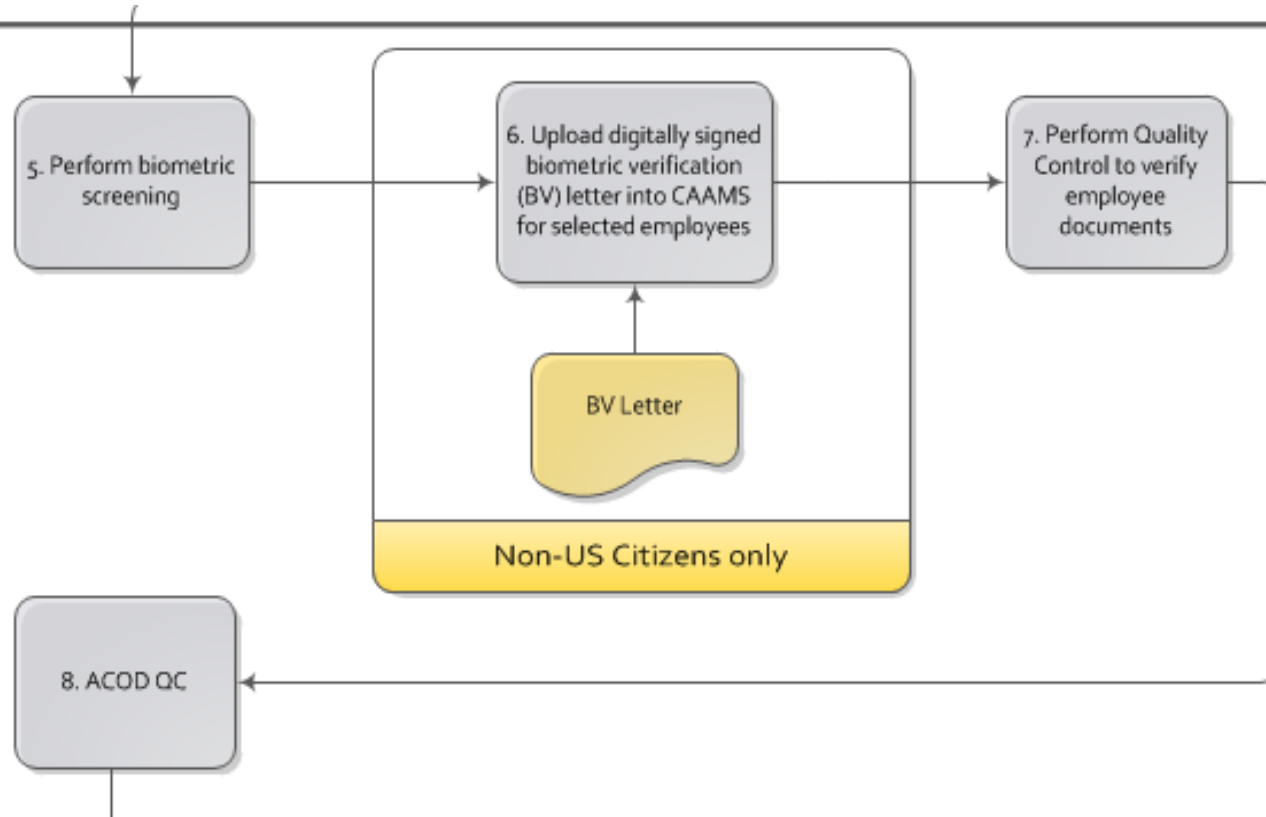 5. Perform biometric
screening
6. Upload digitally signed
biometric verification
(BV) letter into CAAMS
for selected employees
7. Perform Quality
Control to verify
employee
documents
BV Letter
Non-US Citizens only
8. ACOD QC